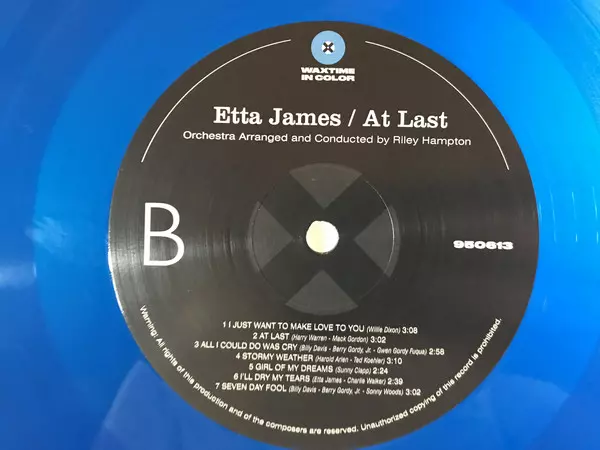 WAXTIME
IN COLOR
Etta James / At Last
Orchestra Arranged and Conducted by Riley Hampton
B
950613
1 I JUST WANT TO MAKE LOVE TO YOU (Willie Dixon) 3:08
2 AT LAST (Harry Warren - Mack Gordon) 3:02
3 ALL I COULD DO WAS CRY (Billy Davis - Berry Gordy, Jr. - Gwen Gordy Fuqua) 2:58
4 STORMY WEATHER (Harold Arlen - Ted Koehler) 3:10
5 GIRL OF MY DREAMS (Sunny Clapp) 2:24
6 I'LL DRY MY TEARS (Etta James - Charlie Walker) 2:39
7 SEVEN DAY FOOL (Billy Davis - Berry Gordy, Jr. - Sonny Woods) 3:02
Warning: All rights of this production and of the composers are reserved. Unauthorized copying of this record is prohibited.